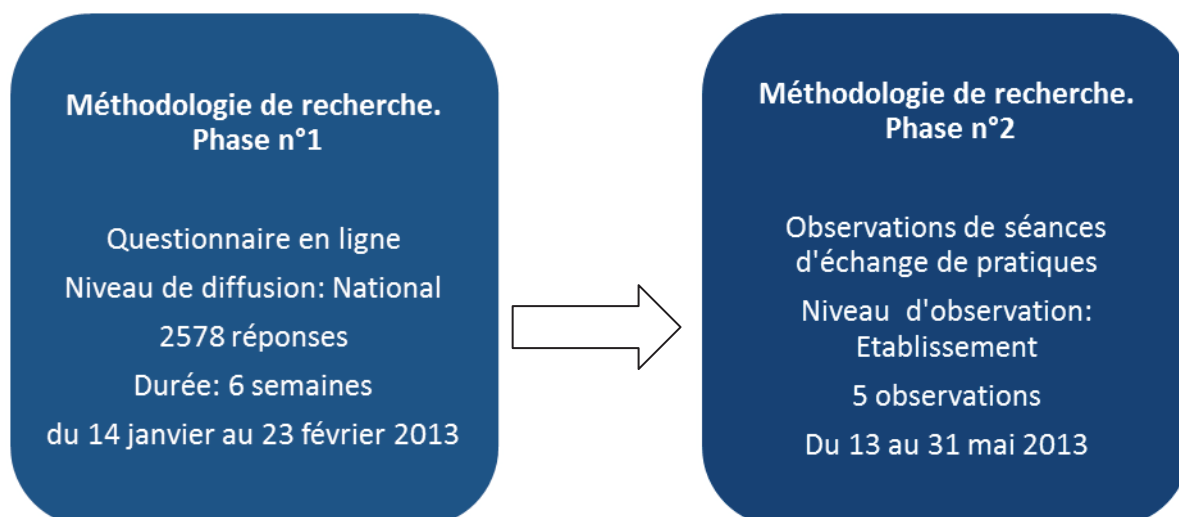 Méthodologie de recherche.
Phase n°1
Questionnaire en ligne
Niveau de diffusion: National
2578 réponses
Durée: 6 semaines
du 14 janvier au 23 février 2013
Méthodologie de recherche.
Phase n°2
Observations de séances
d'échange de pratiques
Niveau d'observation:
Etablissement
5 observations
Du 13 au 31 mai 2013